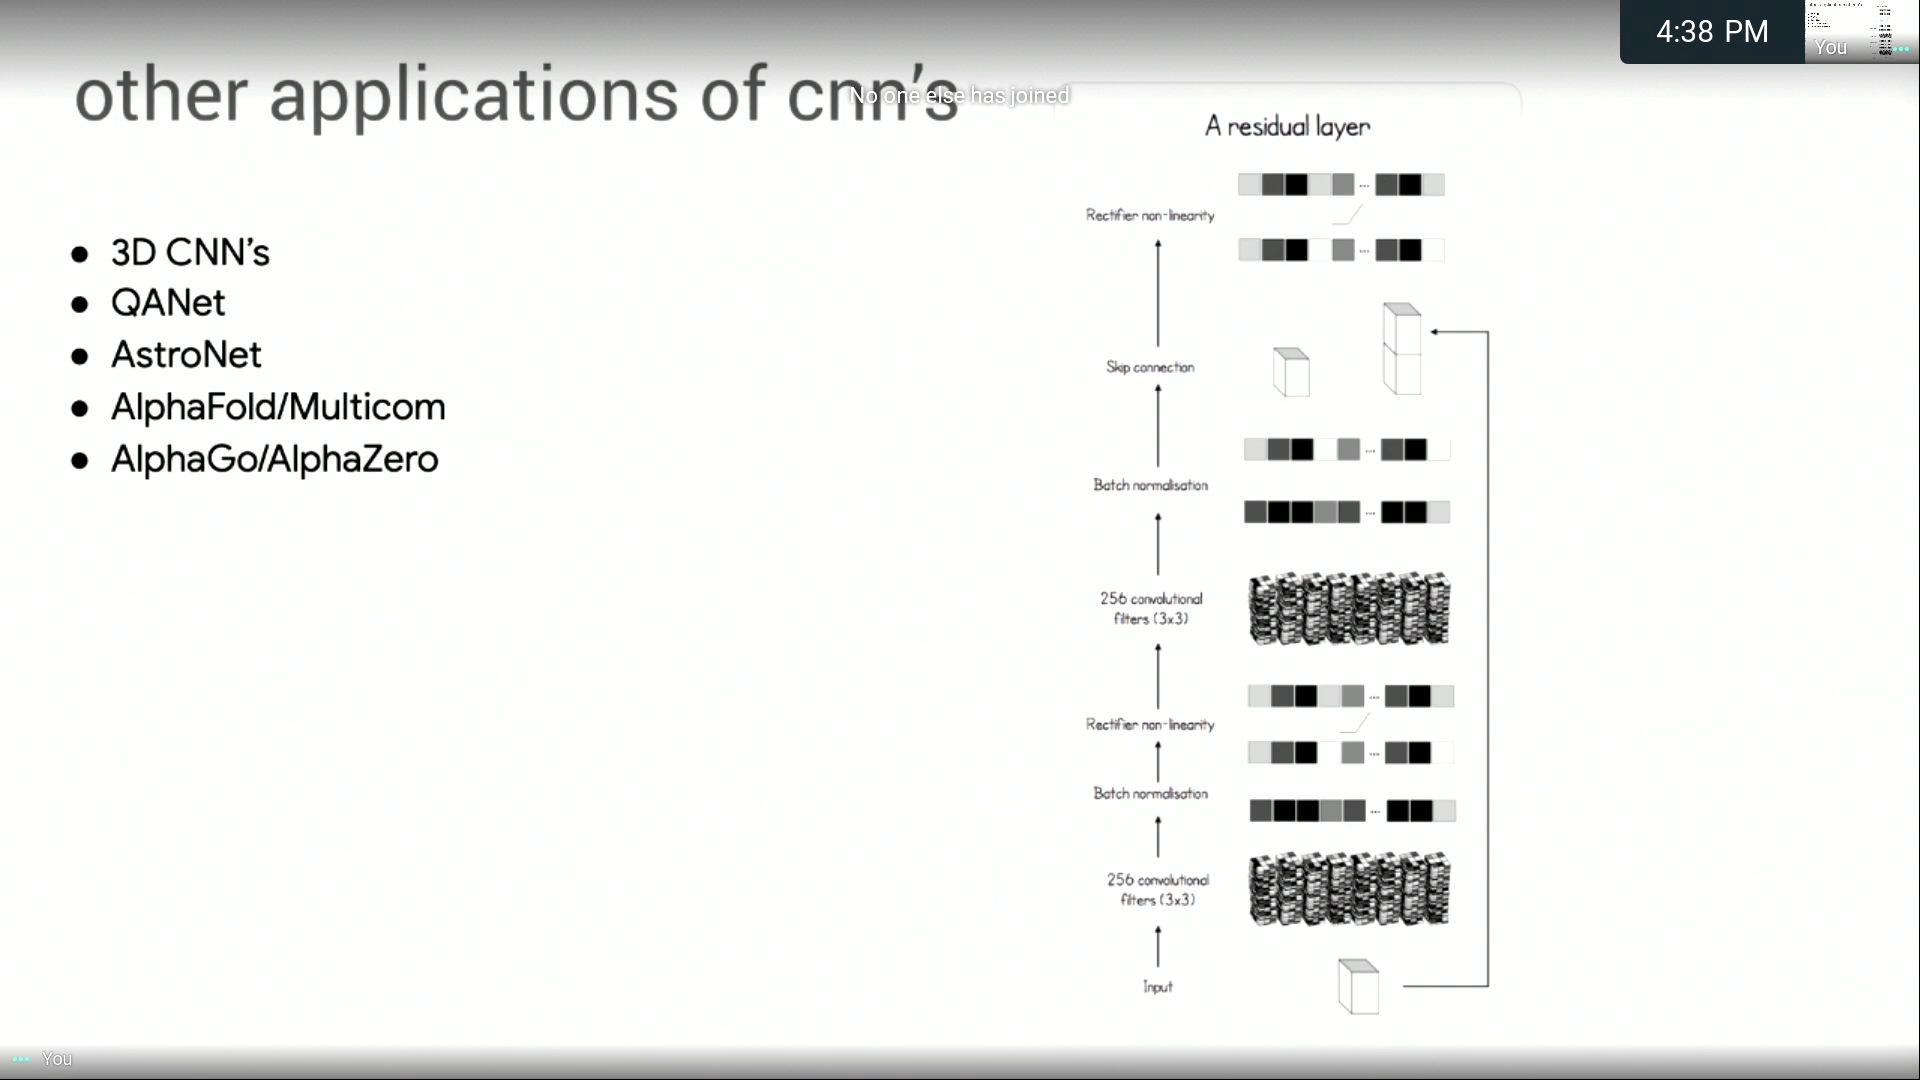 4:38 PM
You
other applications of cnn's
No one else has joined
● 3D CNN's
● QANet
● AstroNet
● AlphaFold/Multicom
● AlphaGo/AlphaZero
A residual layer
Rectifier non-linearity
Skip connection
Batch normalisation
256 convolutional
filters (3x3)
Rectifier non-linearity
Batch normalisation
256 convolutional
filters (3x3)
Input
You